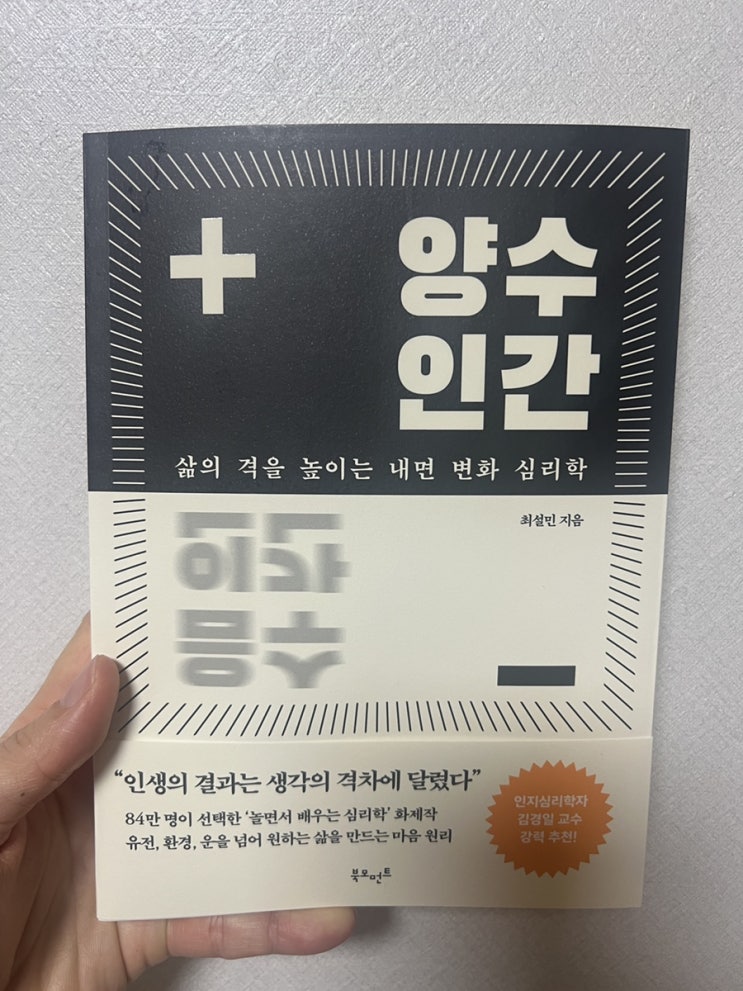 +
양수
인간
삶의 격을 높이는 내면 변화 심리학
최설민 지음
음수
인간
-
“인생의 결과는 생각의 격차에 달렸다”
84만 명이 선택한 ‘놀면서 배우는 심리학’ 화제작
유전, 환경, 운을 넘어 원하는 삶을 만드는 마음 원리
인지심리학자
김경일 교수
강력 추천!
북모먼트